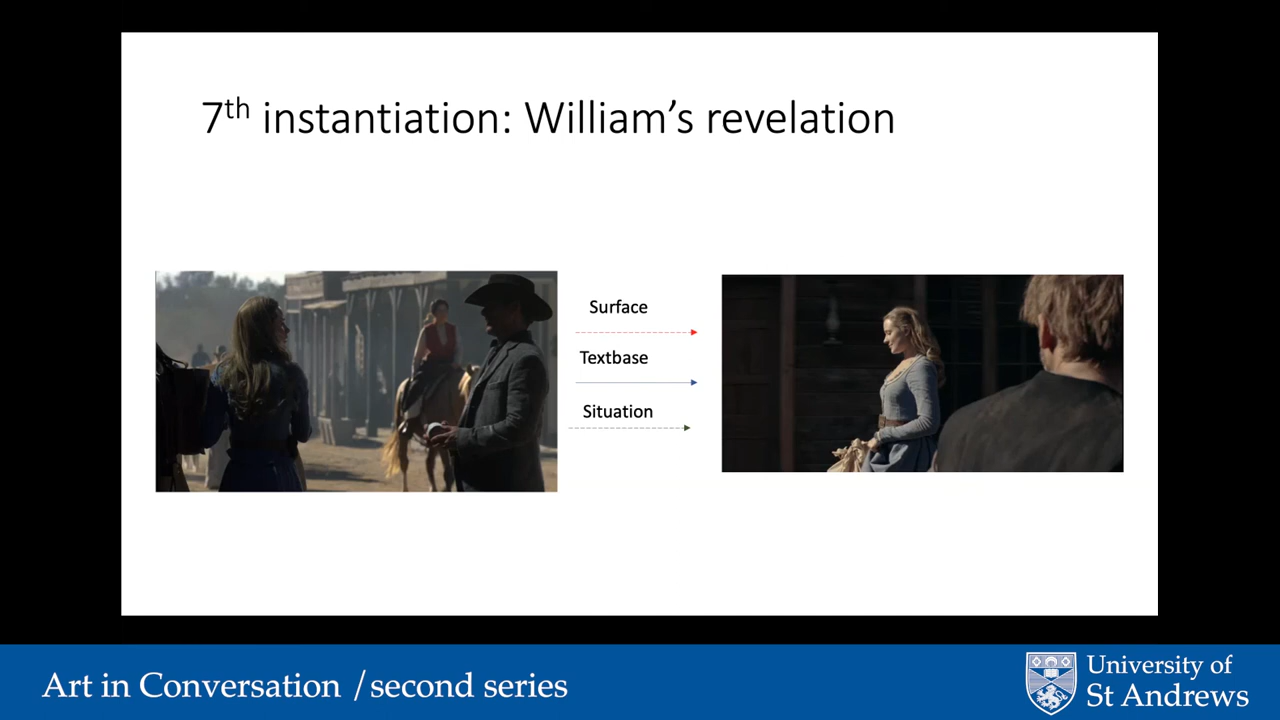 7th instantiation: William's revelation
Surface
Textbase
Situation
Art in Conversation / second series
University of
St Andrews